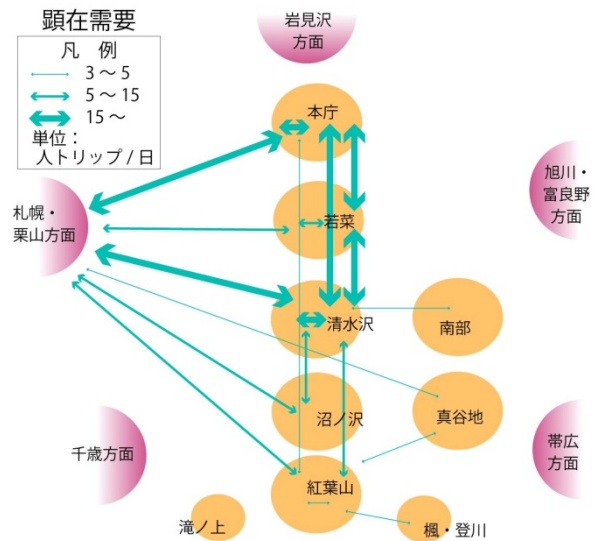 顕在需要
凡 例
3～5
5～15
15～
単位：
人トリップ/日
岩見沢
方面
本庁
旭川・
富良野
方面
札幌・
栗山方面
若菜
清水沢
南部
沼ノ沢
真谷地
千歳方面
帯広
方面
紅葉山
滝ノ上
楓・登川